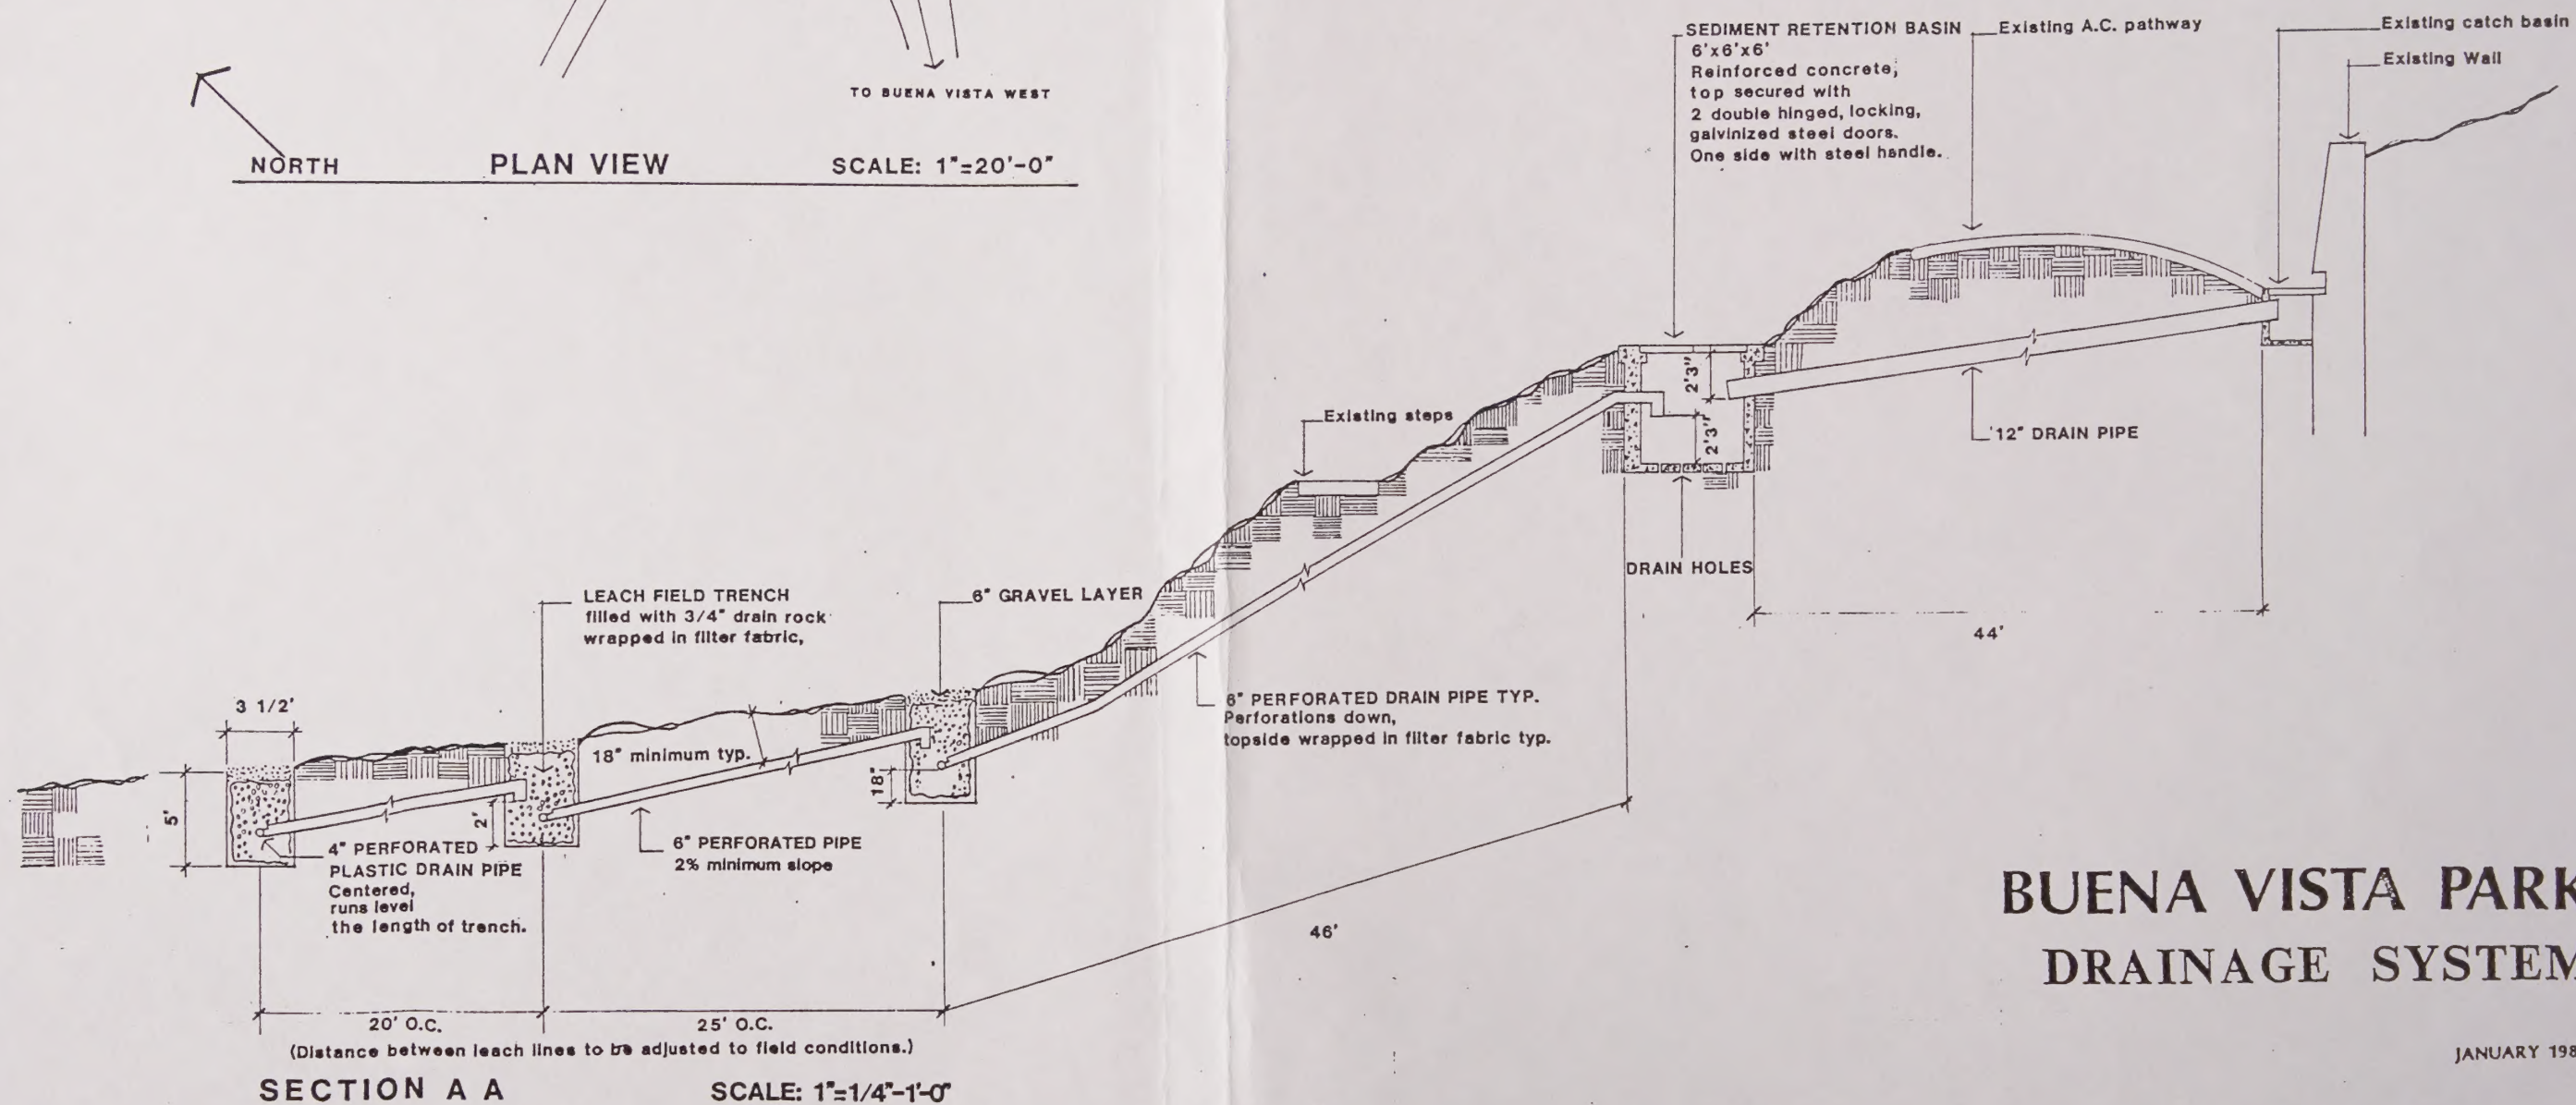 TO BUENA VISTA WEST
NORTH
PLAN VIEW
SCALE: 1"=20'-0"
SEDIMENT RETENTION BASIN
6'x6'x6'
Reinforced concrete,
top secured with
2 double hinged, locking,
galvinized steel doors.
One side with steel handle.
Existing A.C. pathway
Existing catch basin
Existing Wall
2'3"
2'3"
12" DRAIN PIPE
DRAIN HOLES
44'
Existing steps
6" GRAVEL LAYER
LEACH FIELD TRENCH
filled with 3/4" drain rock
wrapped in filter fabric,
3 1/2'
18" minimum typ.
6" PERFORATED DRAIN PIPE TYP.
Perforations down,
topside wrapped in filter fabric typ.
5'
2'
18"
4" PERFORATED
PLASTIC DRAIN PIPE
Centered,
runs level
the length of trench.
6" PERFORATED PIPE
2% minimum slope
46'
20' O.C.
25' O.C.
(Distance between leach lines to be adjusted to field conditions.)
SECTION A A
SCALE: 1"=1/4"-1'-0"
BUENA VISTA PARK
DRAINAGE SYSTEM
JANUARY 198